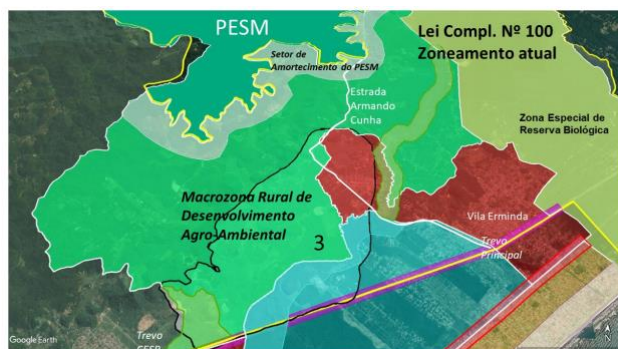 PESM
Lei Compl. Nº 100
Zoneamento atual
Setor de
Amortecimento do PESM
Estrada
Armando
Cunha
Zona Especial de
Reserva Biológica
Macrozona Rural de
Desenvolvimento
Agro-Ambiental
3
Vila Erminda
Trevo
Principal
Trevo
Google Earth
N